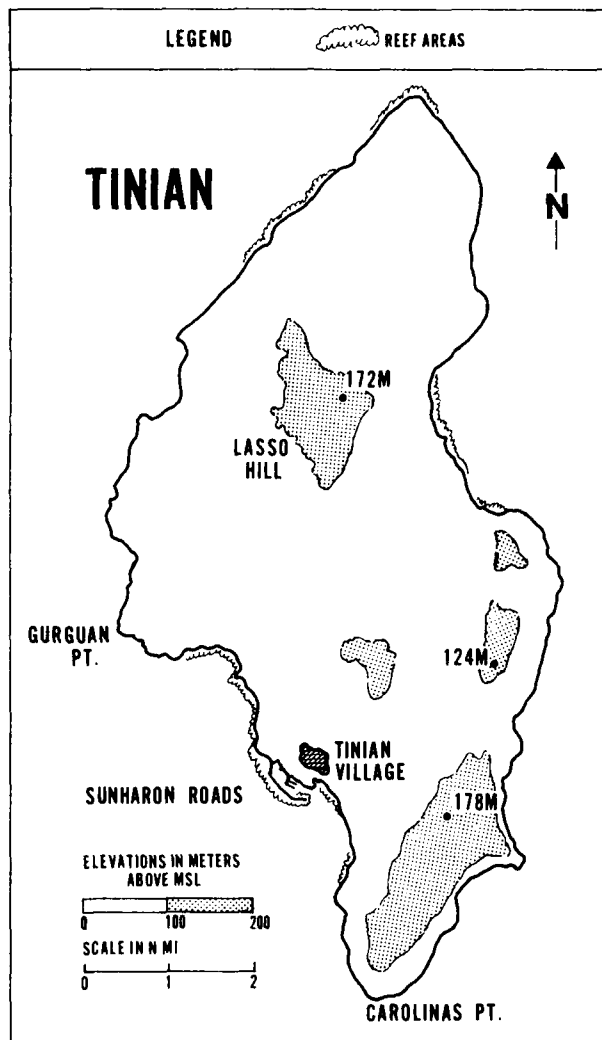 LEGEND
REEF AREAS
TINIAN
N
172M
LASSO
HILL
GURGUAN
PT.
124M
TINIAN
VILLAGE
SUNHARON ROADS
178M
ELEVATIONS IN METERS
ABOVE MSL
0 100 200
SCALE IN N MI
0 1 2
CAROLINAS PT.